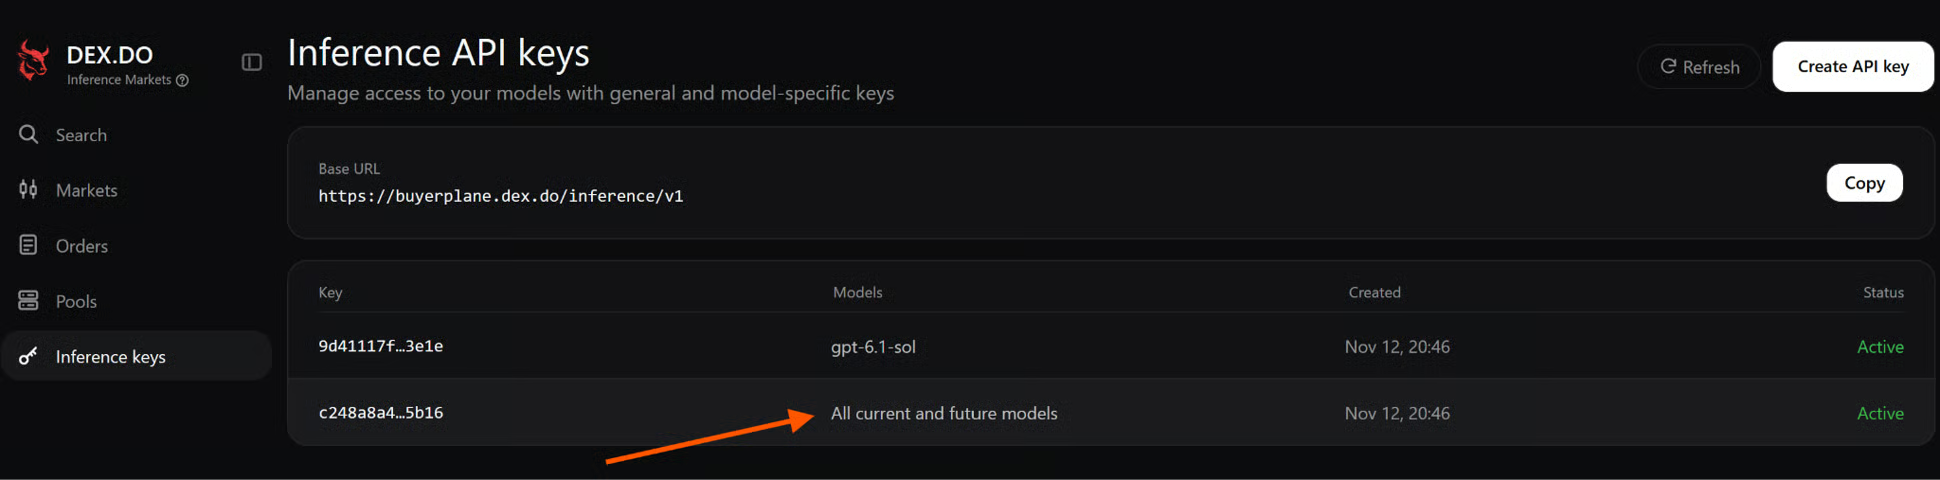 DEX.DO
Inference Markets
Search
Markets
Orders
Pools
Inference keys
Inference API keys
Manage access to your models with general and model-specific keys
Refresh
Create API key
Base URL
https://buyerplane.dex.do/inference/v1
Copy
Key Models Created Status
9d41117f…3e1e gpt-6.1-sol Nov 12, 20:46 Active
c248a8a4…5b16 All current and future models Nov 12, 20:46 Active